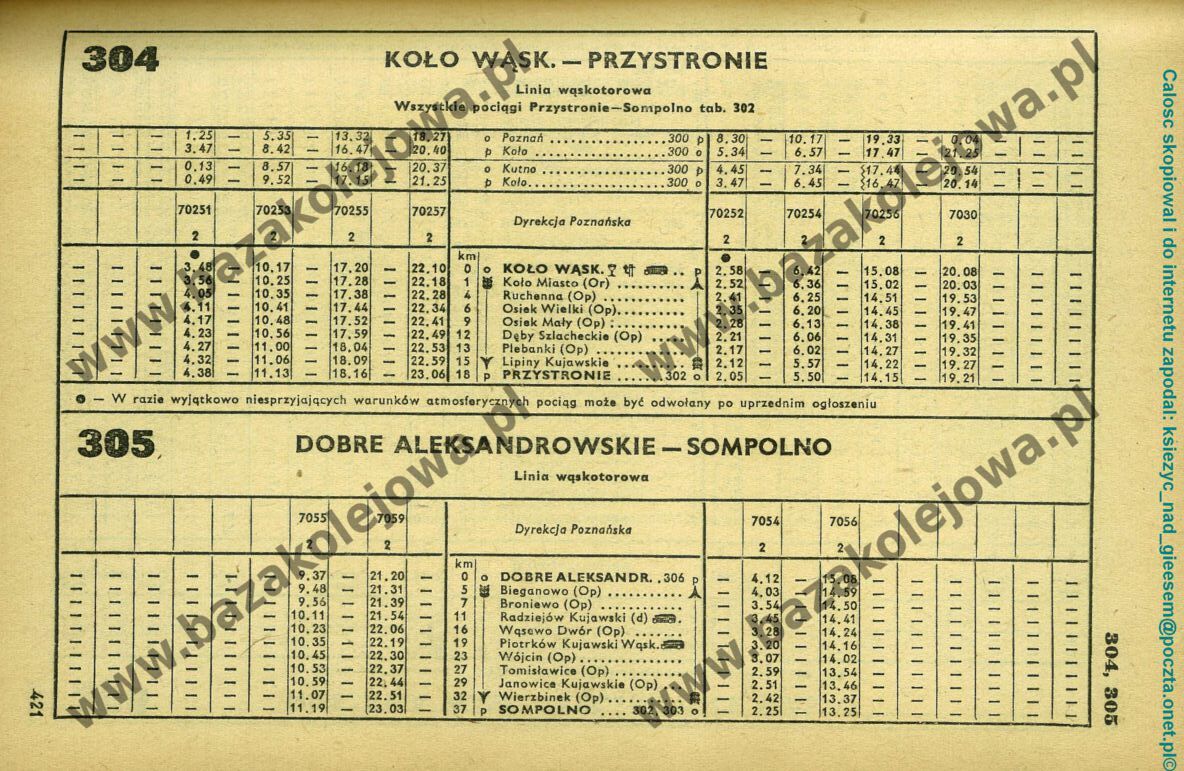 304
KOŁO WĄSK. — PRZYSTRONIE
Linia wąskotorowa
Wszystkie pociągi Przystronie—Sompolno tab. 302
— — — 1.25 — 5.35 — 13.32 — 18.27 o Poznań ..................300 p 8.30 — 10.17 — 19.33 — 0.04 — — —
— — — 3.47 — 8.42 — 16.47 — 20.40 p Koło ....................300 o 5.34 — 6.57 — 17.47 — 21.25 — — —
— — — 0.13 — 8.57 — 16.18 — 20.37 o Kutno ...................300 p 4.45 — 7.34 — 17.44 — 20.54 — — —
— — — 0.49 — 9.52 — 17.15 — 21.25 p Koło.....................300 o 3.47 — 6.45 — 16.47 — 20.14 — — —
70251 70253 70255 70257 Dyrekcja Poznańska 70252 70254 70256 7030
2 2 2 2 2 2 2 2
km
— — — 3.48 — 10.17 — 17.20 — 22.10 0 o KOŁO WĄSK. .. p 2.58 — 6.42 — 15.08 — 20.08 — — —
— — — 3.56 — 10.25 — 17.28 — 22.18 1 Koło Miasto (Or) .......... 2.52 — 6.36 — 15.02 — 20.03 — — —
— — — 4.05 — 10.35 — 17.38 — 22.28 4 Ruchenna (Op) ............ 2.41 — 6.25 — 14.51 — 19.53 — — —
— — — 4.11 — 10.41 — 17.44 — 22.34 6 Osiek Wielki (Op).......... 2.35 — 6.20 — 14.45 — 19.47 — — —
— — — 4.17 — 10.48 — 17.52 — 22.41 9 Osiek Mały (Op) ........... 2.28 — 6.13 — 14.38 — 19.41 — — —
— — — 4.23 — 10.56 — 17.59 — 22.49 12 Dęby Szlacheckie (Op) ..... 2.21 — 6.06 — 14.31 — 19.35 — — —
— — — 4.27 — 11.00 — 18.04 — 22.53 13 Plebanki (Op) ............. 2.17 — 6.02 — 14.27 — 19.32 — — —
— — — 4.32 — 11.06 — 18.09 — 22.59 15 Lipiny Kujawskie .......... 2.12 — 5.57 — 14.22 — 19.27 — — —
— — — 4.38 — 11.13 — 18.16 — 23.06 18 p PRZYSTRONIE ......302 o 2.05 — 5.50 — 14.15 — 19.21 — — —
— W razie wyjątkowo niesprzyjających warunków atmosferycznych pociąg może być odwołany po uprzednim ogłoszeniu
305
DOBRE ALEKSANDROWSKIE — SOMPOLNO
Linia wąskotorowa
7055 7059 Dyrekcja Poznańska 7054 7056
2 2 2 2
km
— — — — — — 9.37 — 21.20 — 0 o DOBRE ALEKSANDR. .306 p — 4.12 — 15.08 — — — — — —
— — — — — — 9.48 — 21.31 — 5 Bieganowo (Op) ........... — 4.03 — 14.59 — — — — — —
— — — — — — 9.56 — 21.39 — 7 Broniewo (Op) ............ — 3.54 — 14.50 — — — — — —
— — — — — — 10.11 — 21.54 — 11 Radziejów Kujawski (d) . — 3.45 — 14.41 — — — — — —
— — — — — — 10.23 — 22.06 — 16 Wąsewo Dwór (Op) ....... — 3.28 — 14.24 — — — — — —
— — — — — — 10.35 — 22.19 — 19 Piotrków Kujawski Wąsk. — 3.20 — 14.16 — — — — — —
— — — — — — 10.45 — 22.30 — 23 Wójcin (Op)............... — 3.07 — 14.02 — — — — — —
— — — — — — 10.53 — 22.37 — 27 Tomisławice (Op) .......... — 2.59 — 13.54 — — — — — —
— — — — — — 10.59 — 22.44 — 29 Janowice Kujawskie (Op) ... — 2.51 — 13.46 — — — — — —
— — — — — — 11.07 — 22.51 — 32 Wierzbinek (Op)........... — 2.42 — 13.37 — — — — — —
— — — — — — 11.19 — 23.03 — 37 p SOMPOLNO .... 302, 303 o — 2.25 — 13.25 — — — — — —
421
304, 305
www.bazakolejowa.pl
www.bazakolejowa.pl
www.bazakolejowa.pl
www.bazakolejowa.pl
Calosc skopiowal i do internetu zapodal: ksiezyc_nad_gieesem@poczta.onet.pl©